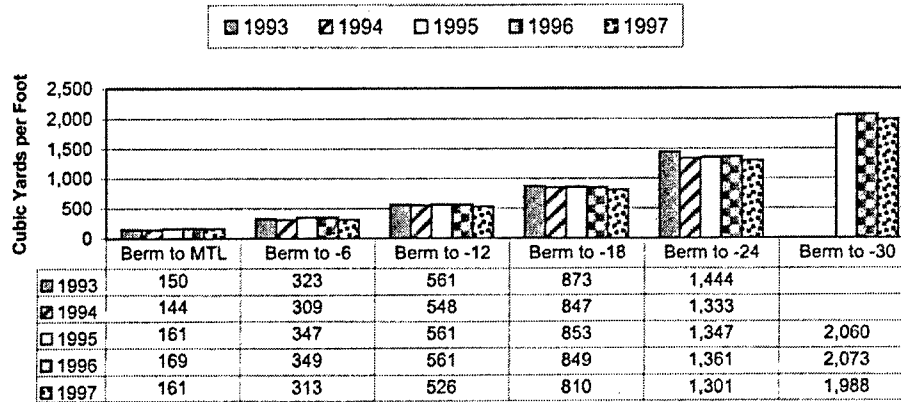 1993 1994 1995 1996 1997
Cubic Yards per Foot
2,500
2,000
1,500
1,000
500
0
Berm to MTL Berm to -6 Berm to -12 Berm to -18 Berm to -24 Berm to -30
1993 150 323 561 873 1,444
1994 144 309 548 847 1,333
1995 161 347 561 853 1,347 2,060
1996 169 349 561 849 1,361 2,073
1997 161 313 526 810 1,301 1,988